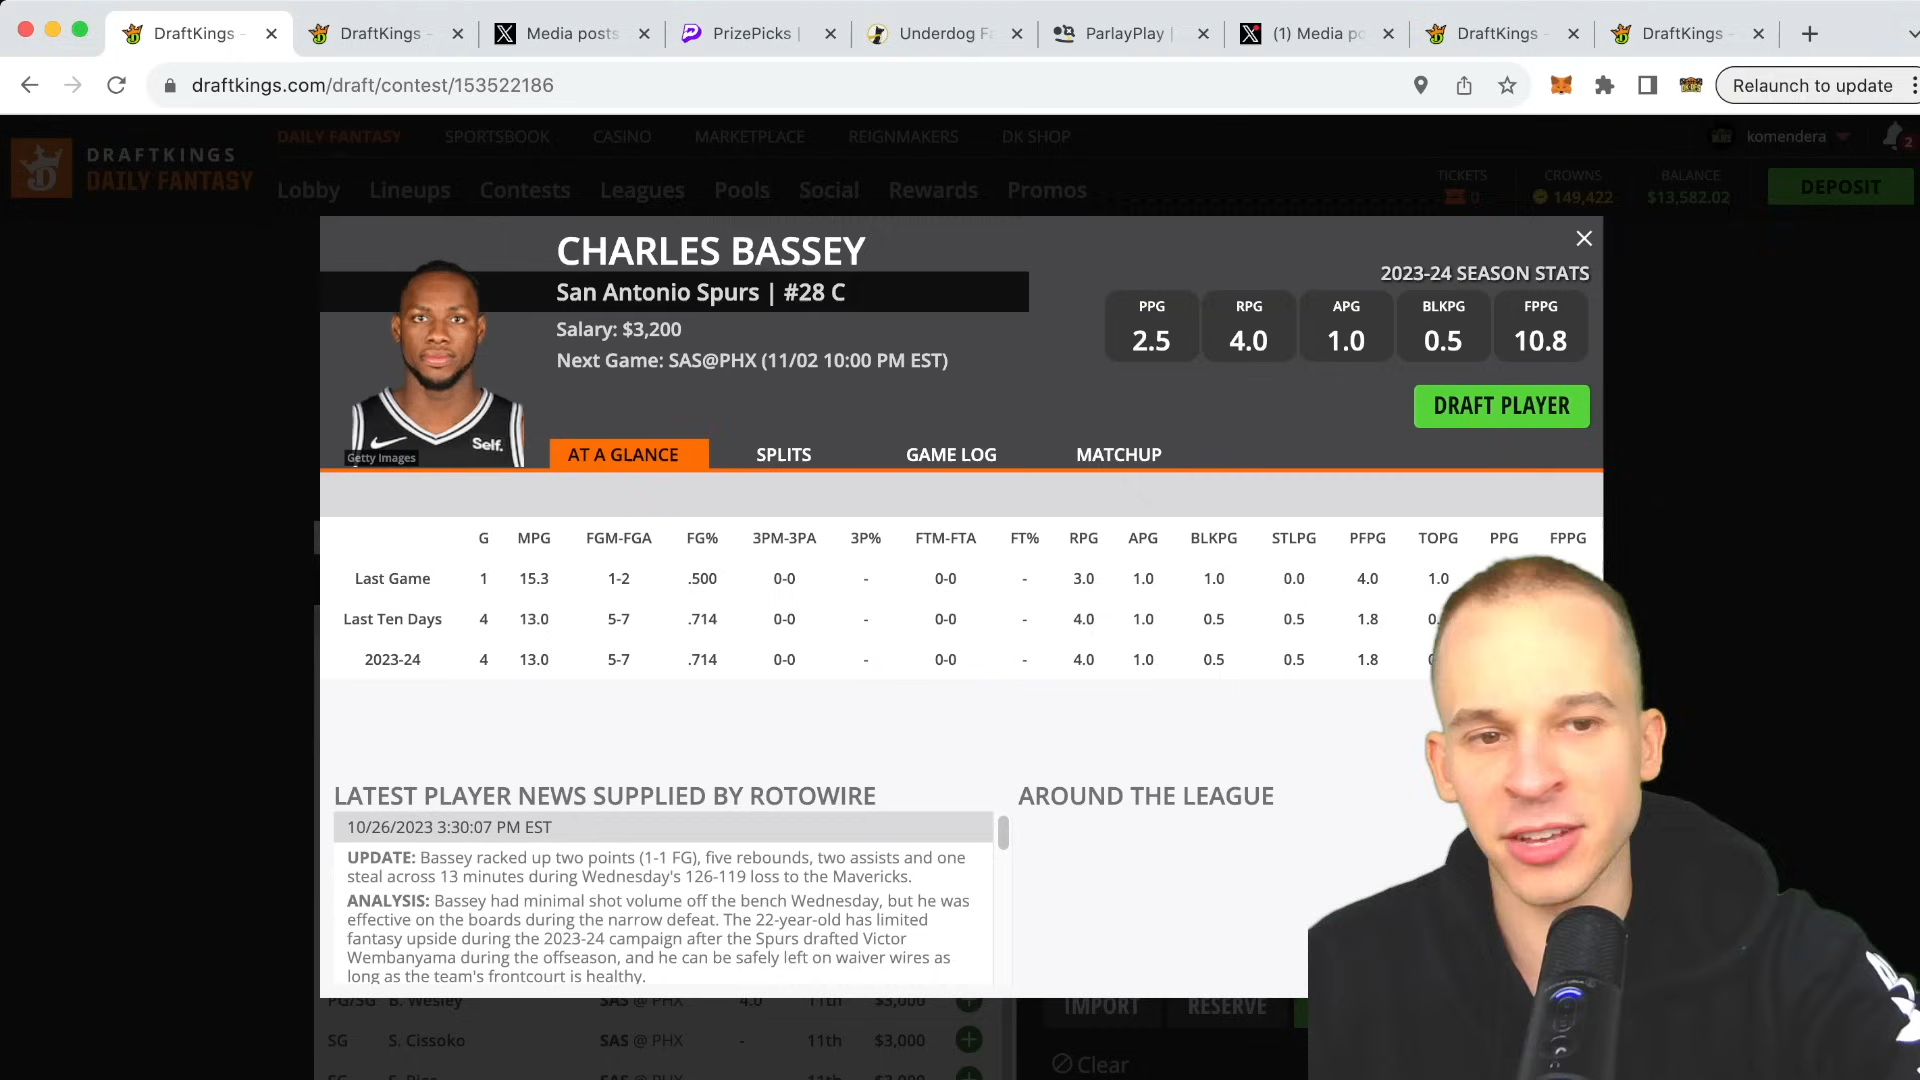 DraftKings -
DraftKings -
Media posts
PrizePicks |
Underdog Fa
ParlayPlay |
(1) Media po
DraftKings -
DraftKings -
draftkings.com/draft/contest/153522186
Relaunch to update
DRAFTKINGS
DAILY FANTASY
DAILY FANTASY
SPORTSBOOK
CASINO
MARKETPLACE
REIGNMAKERS
DK SHOP
komendera
2
Lobby
Lineups
Contests
Leagues
Pools
Social
Rewards
Promos
TICKETS
0
CROWNS
149,422
BALANCE
$13,582.02
DEPOSIT
CHARLES BASSEY
San Antonio Spurs | #28 C
Salary: $3,200
Next Game: SAS@PHX (11/02 10:00 PM EST)
Self.
Getty Images
2023-24 SEASON STATS
PPG RPG APG BLKPG FPPG
2.5 4.0 1.0 0.5 10.8
DRAFT PLAYER
AT A GLANCE
SPLITS
GAME LOG
MATCHUP
G MPG FGM-FGA FG% 3PM-3PA 3P% FTM-FTA FT% RPG APG BLKPG STLPG PFPG TOPG PPG FPPG
Last Game 1 15.3 1-2 .500 0-0 - 0-0 - 3.0 1.0 1.0 0.0 4.0 1.0
Last Ten Days 4 13.0 5-7 .714 0-0 - 0-0 - 4.0 1.0 0.5 0.5 1.8
2023-24 4 13.0 5-7 .714 0-0 - 0-0 - 4.0 1.0 0.5 0.5 1.8
LATEST PLAYER NEWS SUPPLIED BY ROTOWIRE
10/26/2023 3:30:07 PM EST
UPDATE: Bassey racked up two points (1-1 FG), five rebounds, two assists and one
steal across 13 minutes during Wednesday's 126-119 loss to the Mavericks.
ANALYSIS: Bassey had minimal shot volume off the bench Wednesday, but he was
effective on the boards during the narrow defeat. The 22-year-old has limited
fantasy upside during the 2023-24 campaign after the Spurs drafted Victor
Wembanyama during the offseason, and he can be safely left on waiver wires as
long as the team's frontcourt is healthy.
AROUND THE LEAGUE
PG/SG B. Wesley SAS @ PHX 4.0 11th $3,000
SG S. Cissoko SAS @ PHX - 11th $3,000
IMPORT
RESERVE
Clear